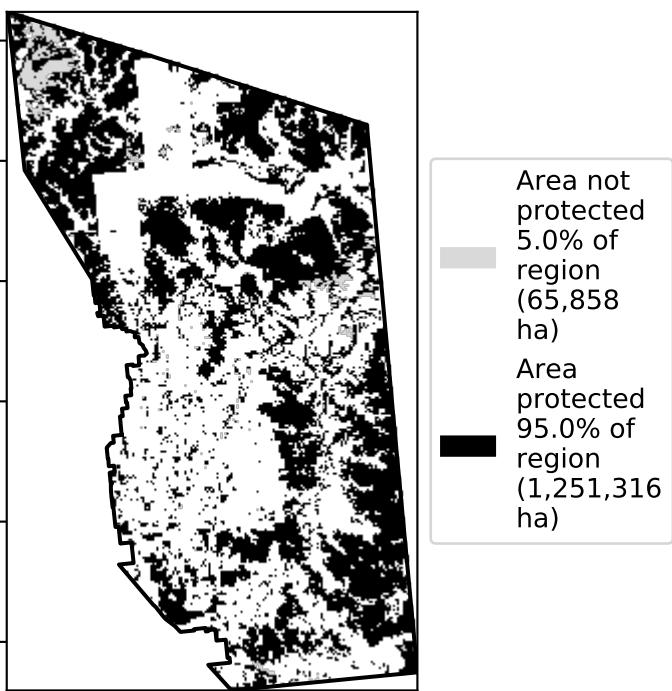 Area not
protected
5.0% of
region
(65,858
ha)
Area
protected
95.0% of
region
(1,251,316
ha)